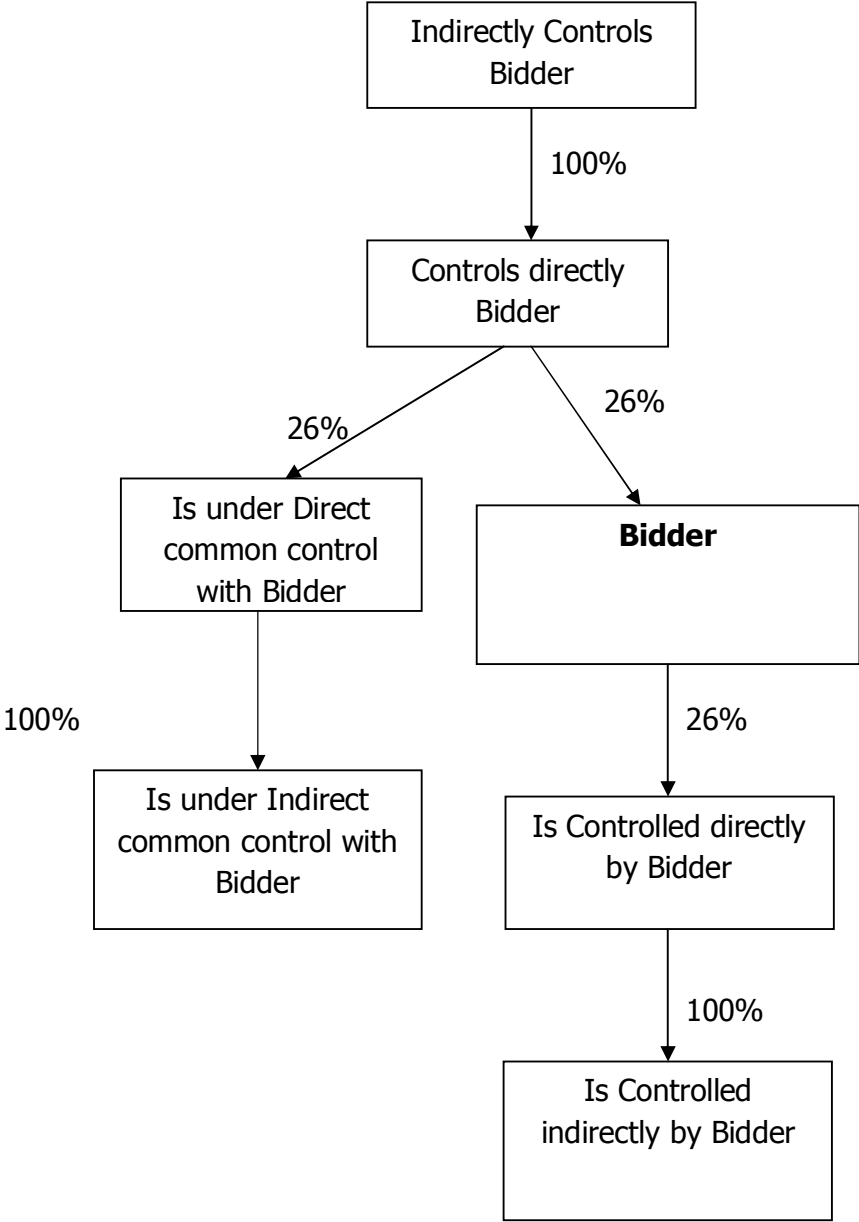 Indirectly Controls
Bidder
100%
Controls directly
Bidder
26%
26%
Is under Direct
common control
with Bidder
Bidder
100%
26%
Is under Indirect
common control with
Bidder
Is Controlled directly
by Bidder
100%
Is Controlled
indirectly by Bidder